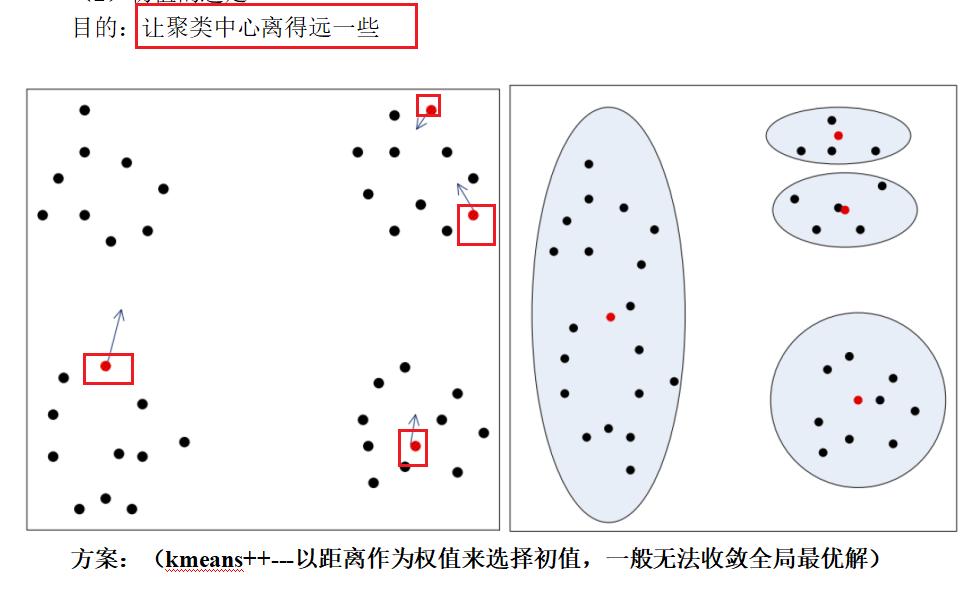 目的：让聚类中心离得远一些
方案：（kmeans++---以距离作为权值来选择初值，一般无法收敛全局最优解）